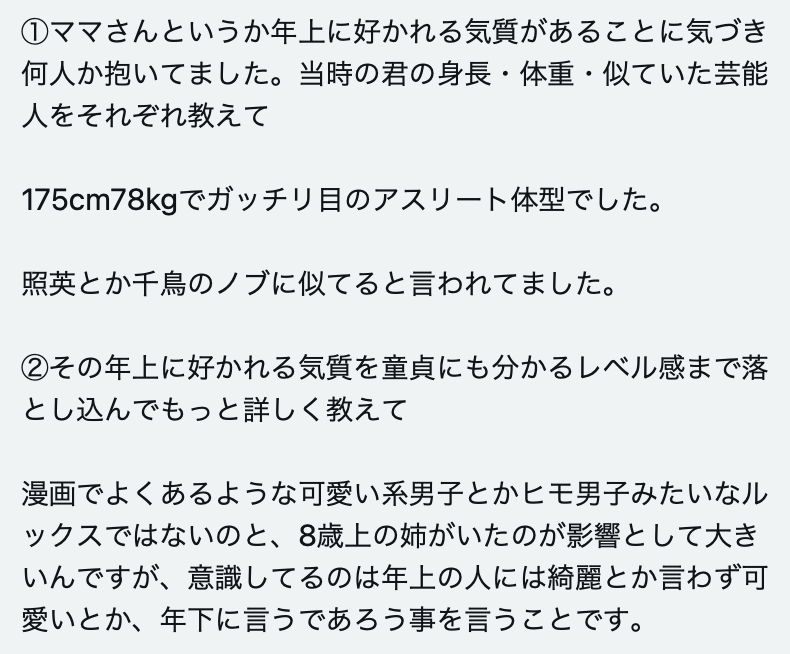 ①ママさんというか年上に好かれる気質があることに気づき
何人か抱いてました。当時の君の身長・体重・似ていた芸能
人をそれぞれ教えて
175cm78kgでガッチリ目のアスリート体型でした。
照英とか千鳥のノブに似てると言われてました。
②その年上に好かれる気質を童貞にも分かるレベル感まで落
とし込んでもっと詳しく教えて
漫画でよくあるような可愛い系男子とかヒモ男子みたいなル
ックスではないのと、8歳上の姉がいたのが影響として大き
いんですが、意識してるのは年上の人には綺麗とか言わず可
愛いとか、年下に言うであろう事を言うことです。